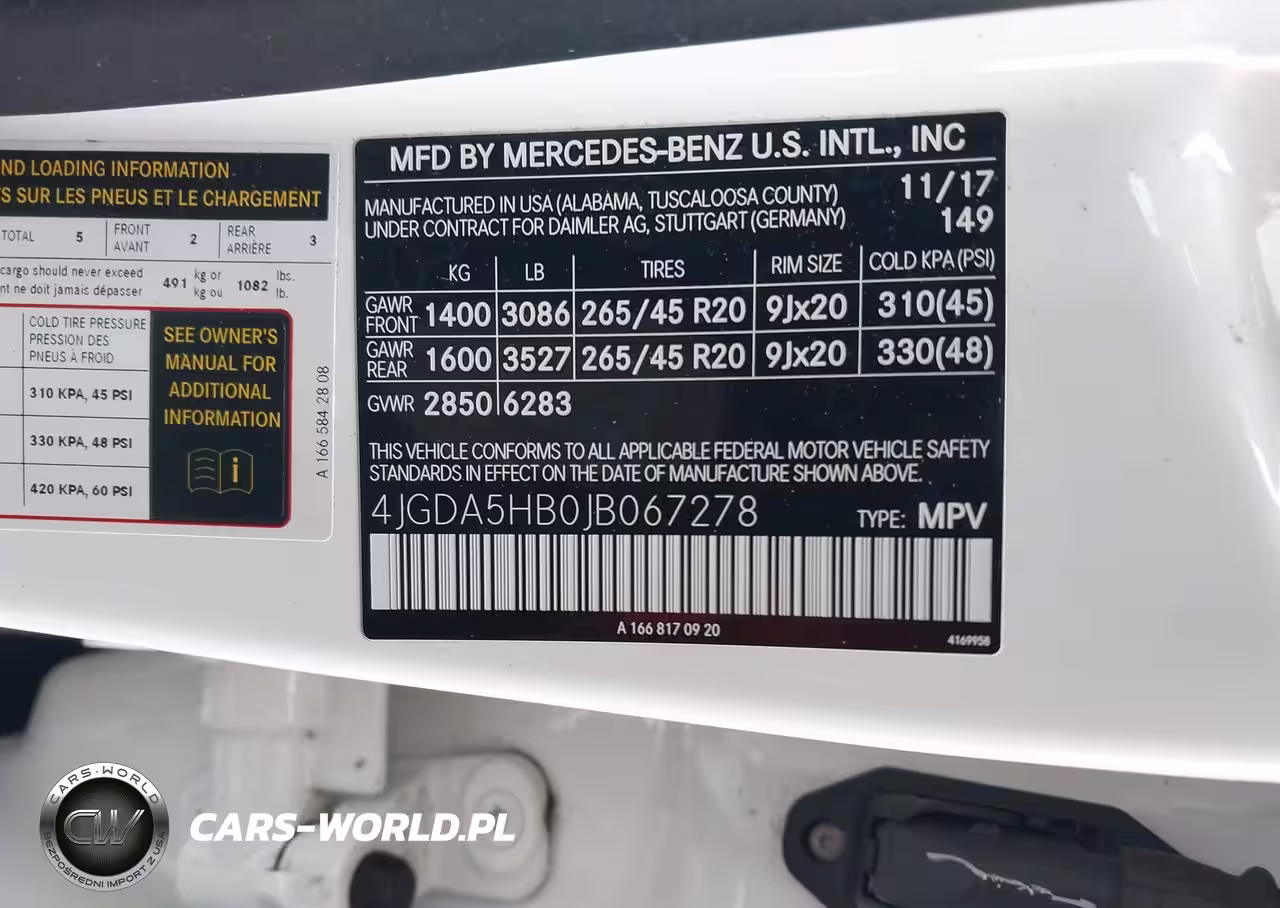 ND LOADING INFORMATION
S SUR LES PNEUS ET LE CHARGEMENT
TOTAL 5 FRONT AVANT 2 REAR ARRIÈRE 3
cargo should never exceed 491 kg or 1082 lbs.
nt ne doit jamais dépasser kg ou lb.
COLD TIRE PRESSURE
PRESSION DES
PNEUS À FROID
310 KPA, 45 PSI
330 KPA, 48 PSI
420 KPA, 60 PSI
SEE OWNER'S
MANUAL FOR
ADDITIONAL
INFORMATION
i
A 166 584 28 08
MFD BY MERCEDES-BENZ U.S. INTL., INC
MANUFACTURED IN USA (ALABAMA, TUSCALOOSA COUNTY) 11/17
UNDER CONTRACT FOR DAIMLER AG, STUTTGART (GERMANY) 149
KG LB TIRES RIM SIZE COLD KPA (PSI)
GAWR FRONT 1400 3086 265/45 R20 9Jx20 310(45)
GAWR REAR 1600 3527 265/45 R20 9Jx20 330(48)
GVWR 2850 6283
THIS VEHICLE CONFORMS TO ALL APPLICABLE FEDERAL MOTOR VEHICLE SAFETY
STANDARDS IN EFFECT ON THE DATE OF MANUFACTURE SHOWN ABOVE.
4JGDA5HB0JB067278 TYPE: MPV
A 166 817 09 20
4169958
CARS-WORLD
CW
BEZPOŚREDNI IMPORT Z USA
CARS-WORLD.PL